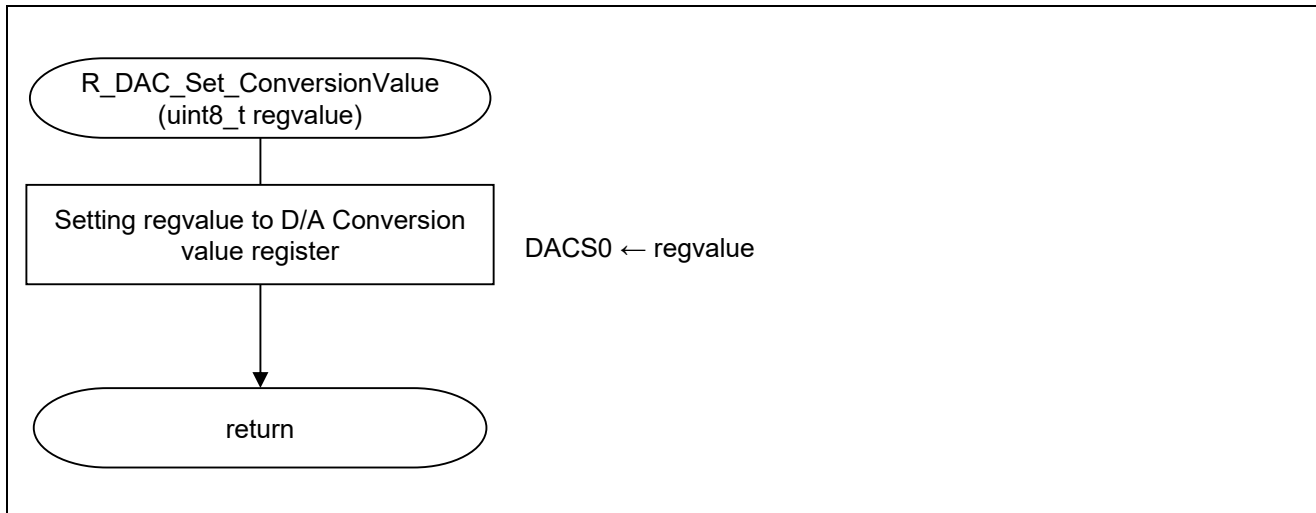 R_DAC_Set_ConversionValue
(uint8_t regvalue)
Setting regvalue to D/A Conversion
value register
DACS0 ← regvalue
return